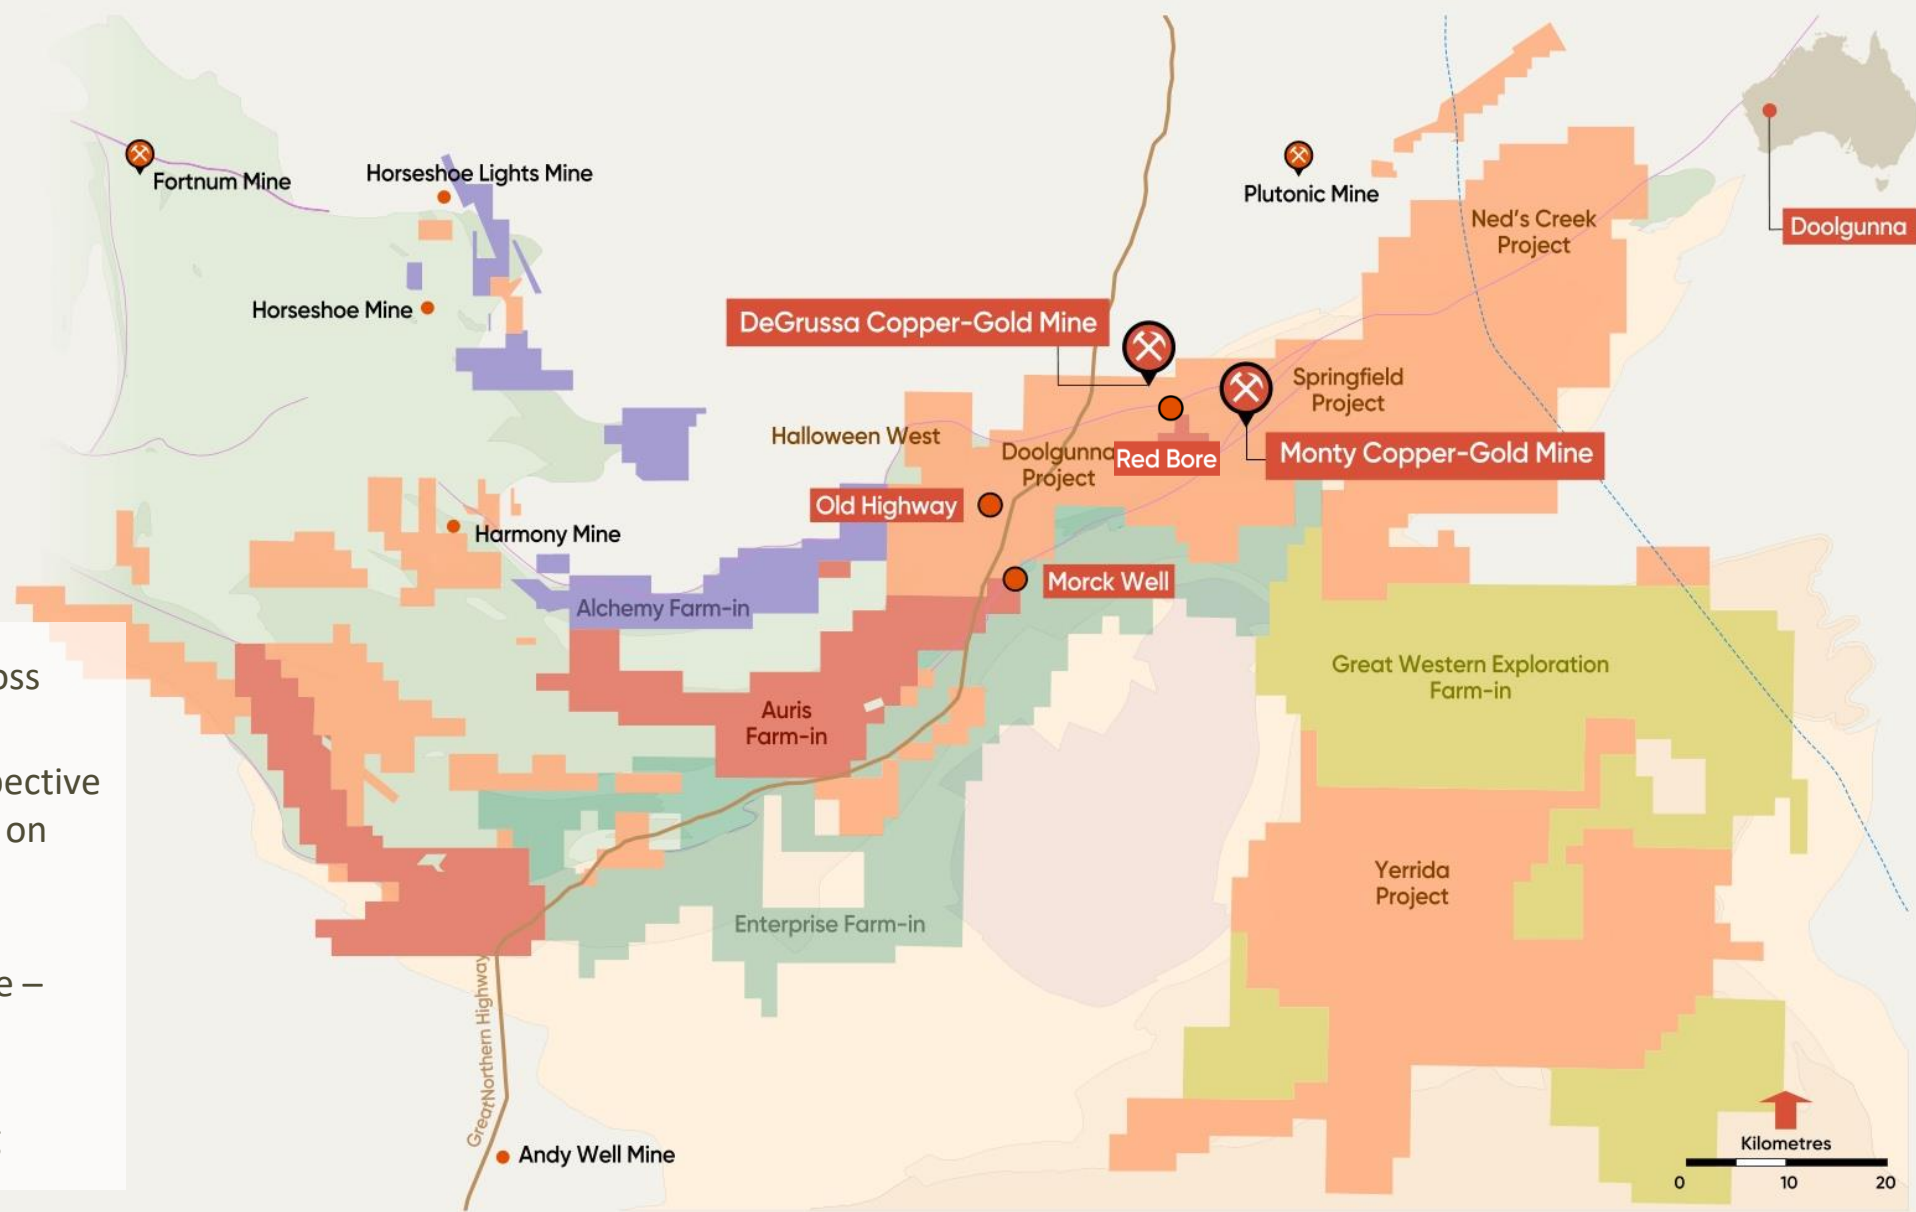 Fortnum Mine
Horseshoe Lights Mine
Plutonic Mine
Ned's Creek
Project
Doolgunna
Horseshoe Mine
DeGrussa Copper-Gold Mine
Springfield
Project
Halloween West
Doolgunna
Project
Red Bore
Monty Copper-Gold Mine
Old Highway
Harmony Mine
Morck Well
Alchemy Farm-in
Great Western Exploration
Farm-in
Auris
Farm-in
Yerrida
Project
Enterprise Farm-in
Great Northern Highway
Andy Well Mine
Kilometres
0 10 20
on
e –